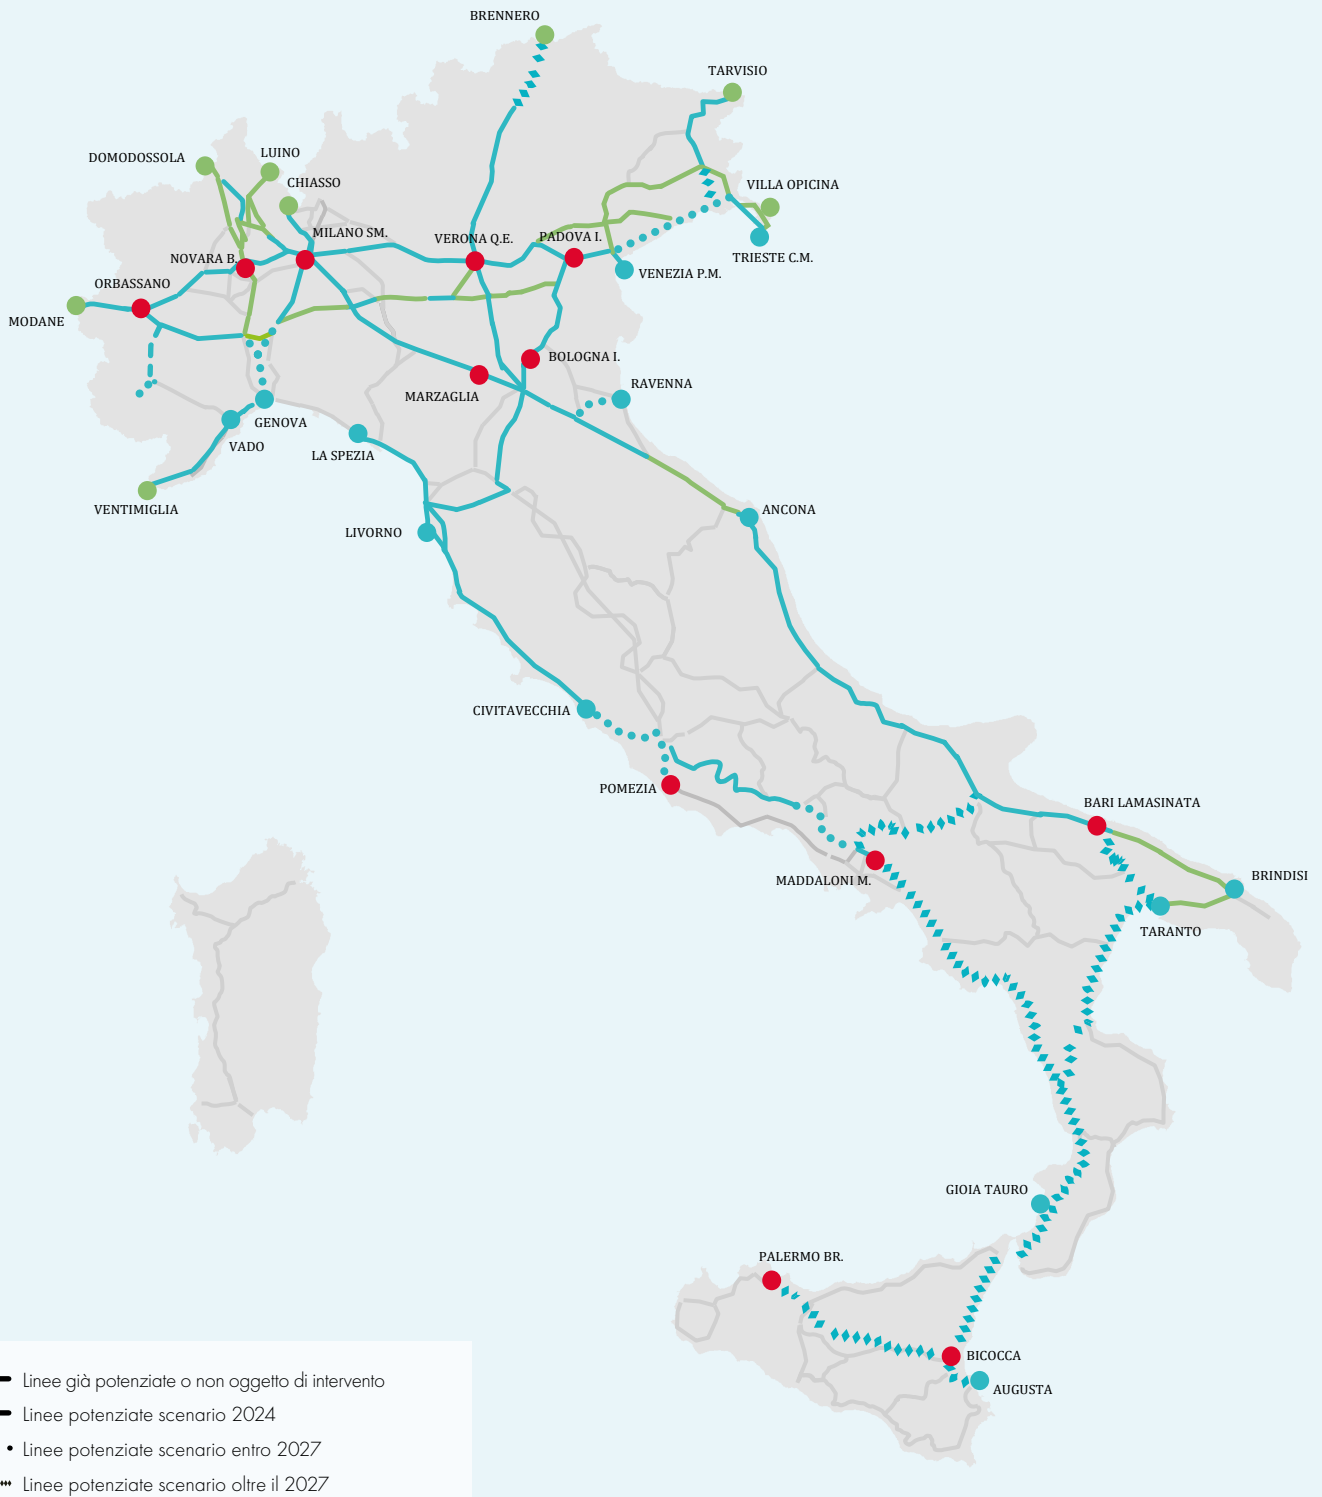 BRENNERO
TARVISIO
LUINO
DOMODOSSOLA
CHIASSO
VILLA OPICINA
MILANO SM.
VERONA Q.E.
PADOVA I.
TRIESTE C.M.
NOVARA B.
VENEZIA P.M.
ORBASSANO
MODANE
BOLOGNA I.
RAVENNA
MARZAGLIA
GENOVA
VADO
LA SPEZIA
VENTIMIGLIA
ANCONA
LIVORNO
CIVITAVECCHIA
POMEZIA
BARI LAMASINATA
MADDALONI M.
BRINDISI
TARANTO
GIOIA TAURO
PALERMO BR.
BICOCCA
AUGUSTA
Linee già potenziate o non oggetto di intervento
Linee potenziate scenario 2024
Linee potenziate scenario entro 2027
Linee potenziate scenario oltre il 2027